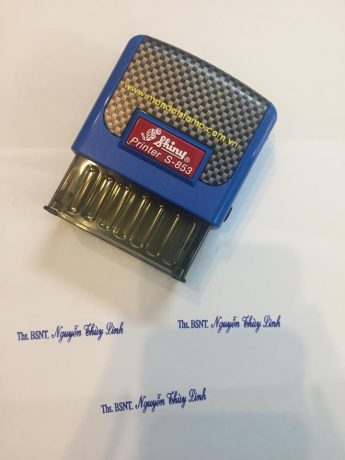 www.mandalstamp.com.vn
Shiny®
Printer S-853
Ths. BSNT. Nguyễn Thùy Linh
Ths. BSNT. Nguyễn Thùy Linh
Ths. BSNT. Nguyễn Thùy Linh